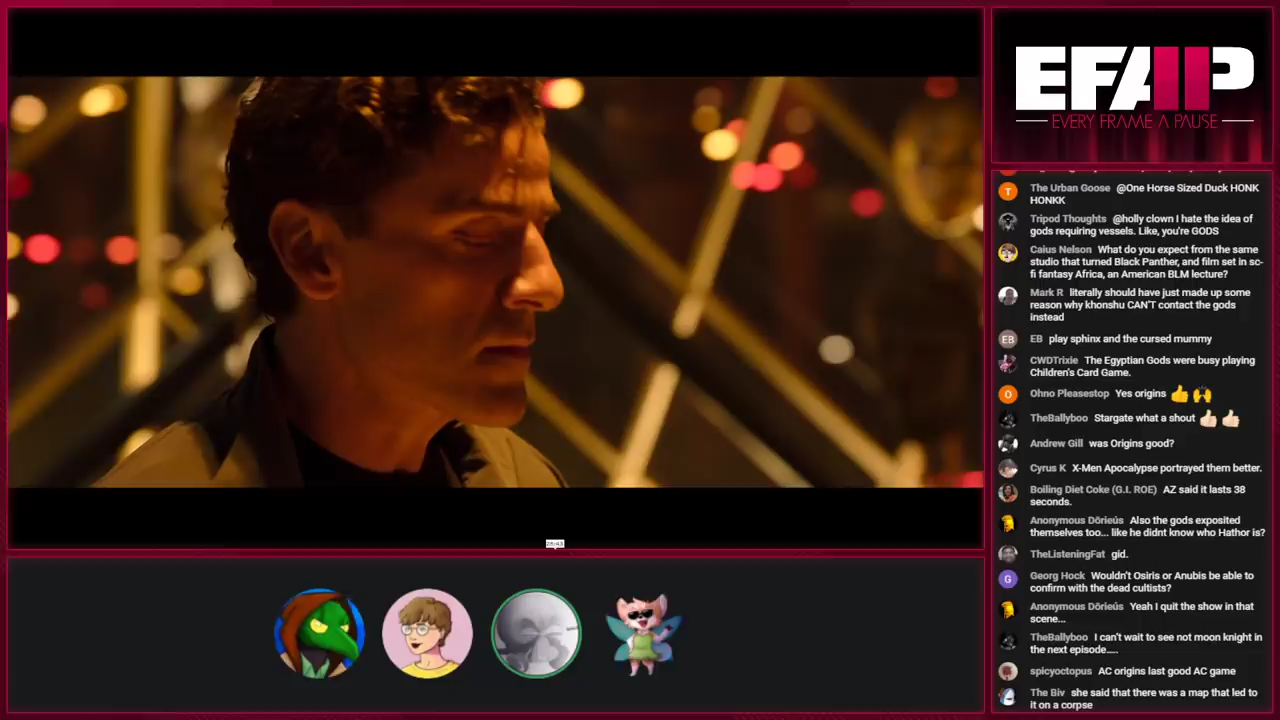 EFAP
EVERY FRAME A PAUSE
The Urban Goose @One Horse Sized Duck HONK
HONKK
Tripod Thoughts @holly clown I hate the idea of
gods requiring vessels. Like, you're GODS
Caius Nelson What do you expect from the same
studio that turned Black Panther, and film set in sc-
fi fantasy Africa, an American BLM lecture?
Mark R literally should have just made up some
reason why khonshu CAN'T contact the gods
instead
EB EB play sphinx and the cursed mummy
CWDTrixie The Egyptian Gods were busy playing
Children's Card Game.
O Ohno Pleasestop Yes origins 👍 🙌
TheBallyboo Stargate what a shout 👍🏻 👍🏻
Andrew Gill was Origins good?
Cyrus K X-Men Apocalypse portrayed them better.
Boiling Diet Coke (G.I. ROE) AZ said it lasts 38
seconds.
Anonymous Dōrieús Also the gods exposited
themselves too... like he didnt know who Hathor is?
TheListeningFat gid.
G Georg Hock Wouldn't Osiris or Anubis be able to
confirm with the dead cultists?
Anonymous Dōrieús Yeah I quit the show in that
scene...
TheBallyboo I can't wait to see not moon knight in
the next episode.....
spicyoctopus AC origins last good AC game
The Biv she said that there was a map that led to
it on a corpse